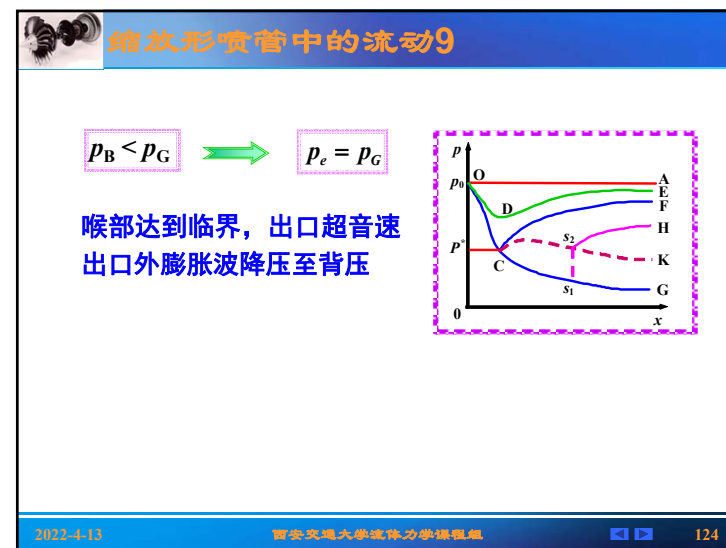 缩放形喷管中的流动9
pB < pG
pe = pG
喉部达到临界，出口超音速
出口外膨胀波降压至背压
p
p0
O
A
E
F
D
H
s2
P*
C
K
s1
G
0
x
2022-4-13
西安交通大学流体力学课程组
124